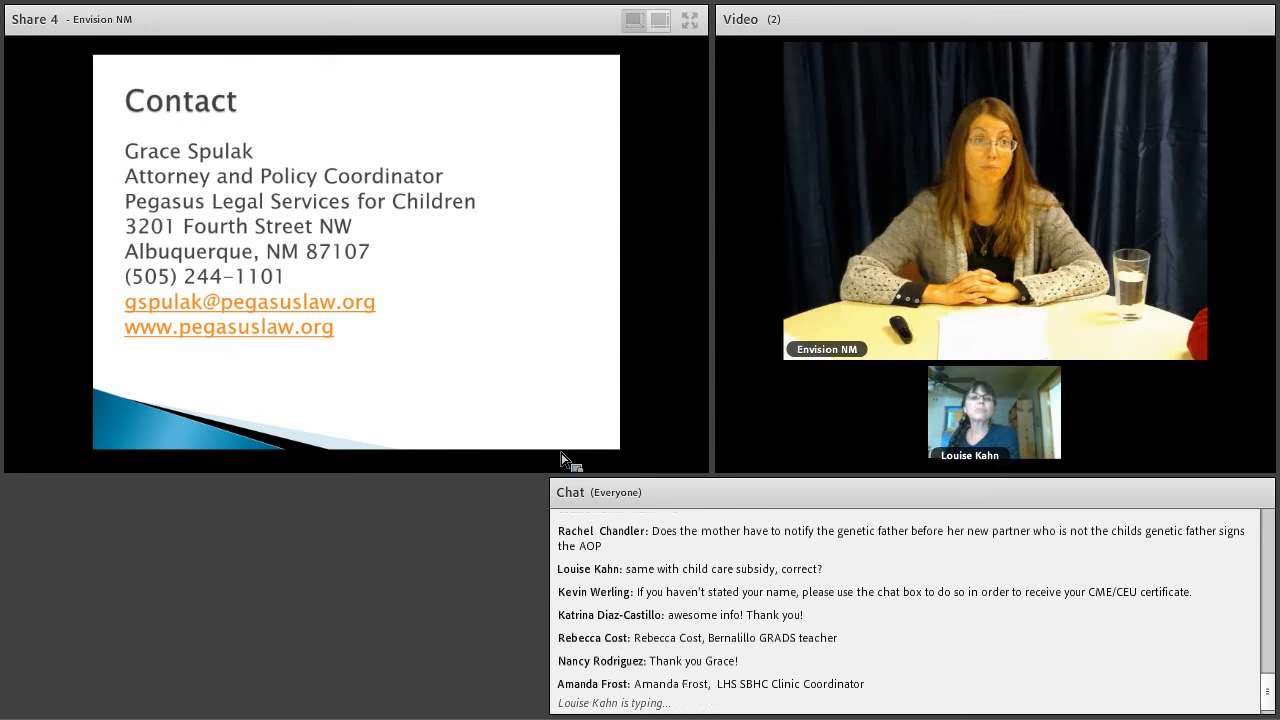 Share 4 - Envision NM
Contact
Grace Spulak
Attorney and Policy Coordinator
Pegasus Legal Services for Children
3201 Fourth Street NW
Albuquerque, NM 87107
(505) 244-1101
gspulak@pegasuslaw.org
www.pegasuslaw.org
Video (2)
Envision NM
Louise Kahn
Chat (Everyone)
Rachel Chandler: Does the mother have to notify the genetic father before her new partner who is not the childs genetic father signs
the AOP
Louise Kahn: same with child care subsidy, correct?
Kevin Werling: If you haven't stated your name, please use the chat box to do so in order to receive your CME/CEU certificate.
Katrina Diaz-Castillo: awesome info! Thank you!
Rebecca Cost: Rebecca Cost, Bernalillo GRADS teacher
Nancy Rodriguez: Thank you Grace!
Amanda Frost: Amanda Frost, LHS SBHC Clinic Coordinator
Louise Kahn is typing...